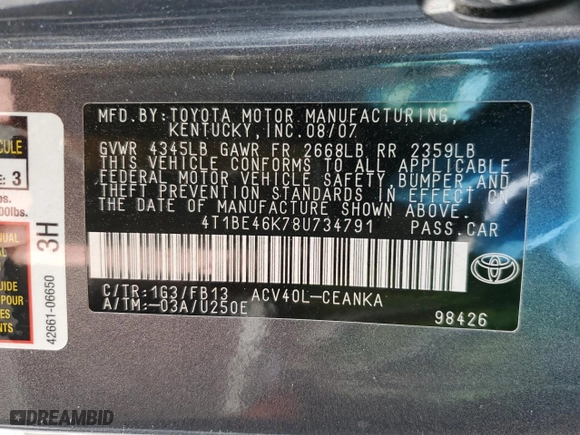 MFD.BY:TOYOTA MOTOR MANUFACTURING,
KENTUCKY,INC.08/07
GVWR 4345LB GAWR FR 2668LB RR 2359LB
THIS VEHICLE CONFORMS TO ALL APPLICABLE
FEDERAL MOTOR VEHICLE SAFETY, BUMPER, AND
THEFT PREVENTION STANDARDS IN EFFECT ON
THE DATE OF MANUFACTURE SHOWN ABOVE.
4T1BE46K78U734791 PASS.CAR
C/TR:1G3/FB13 ACV40L-CEANKA
A/TM:-03A/U250E
98426
TOYOTA
3
3H
42661-06650
DREAMBID